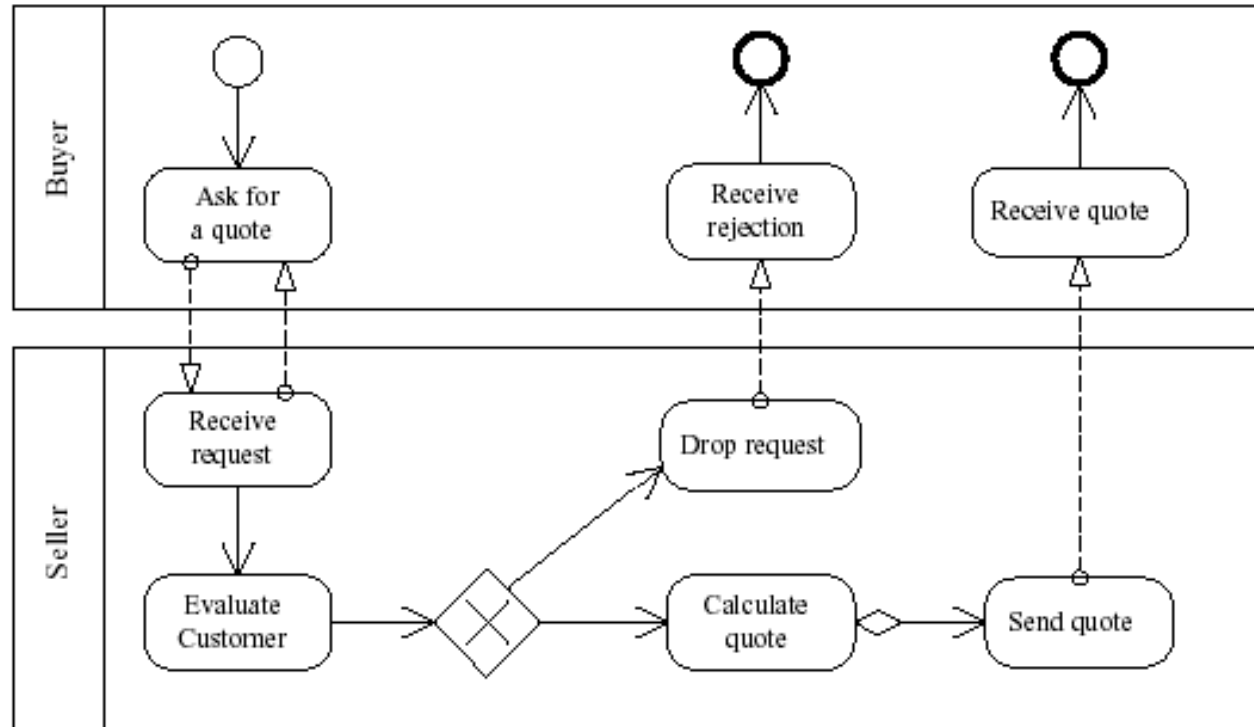 Buyer
Ask for
a quote
Receive
rejection
Receive quote
Seller
Receive
request
Drop request
Evaluate
Customer
Calculate
quote
Send quote